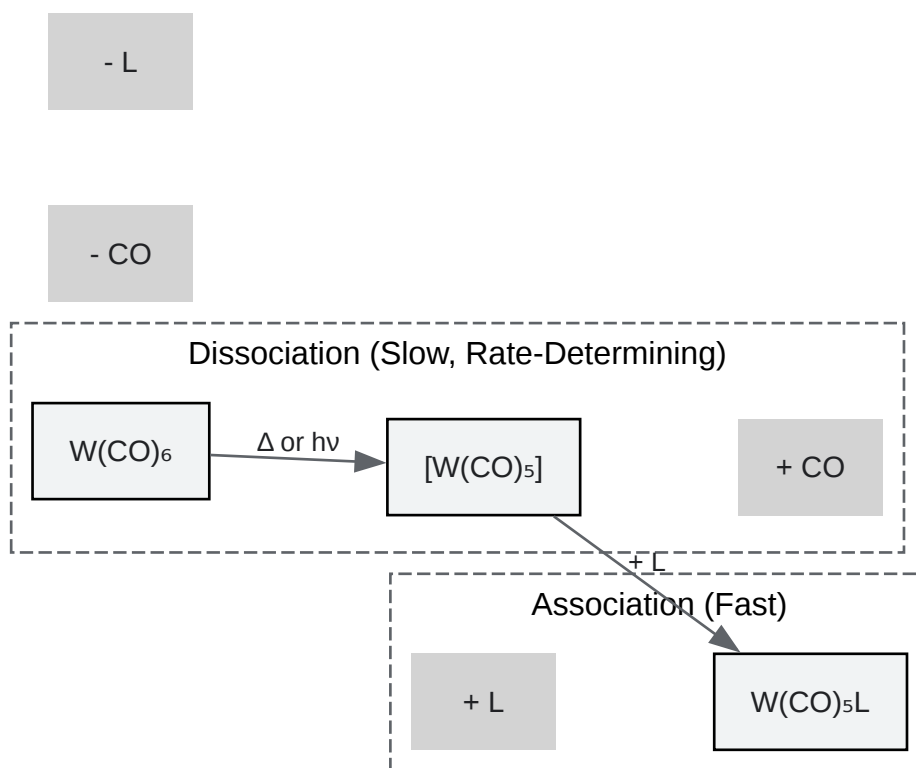 - L
- CO
Dissociation (Slow, Rate-Determining)
W(CO)₆
Δ or hν
[W(CO)₅]
+ CO
+ L
Association (Fast)
+ L
W(CO)₅L